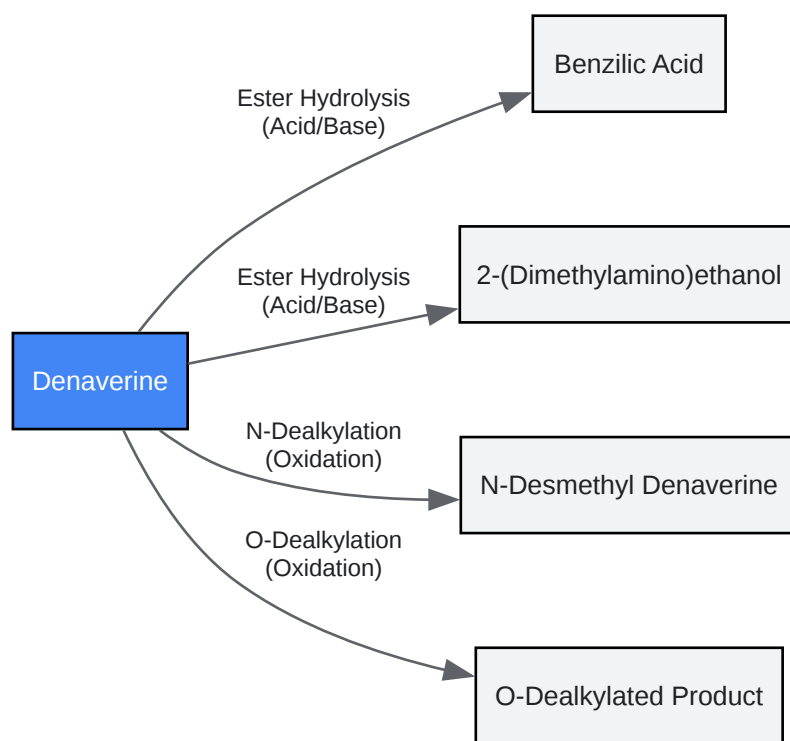 Benzilic Acid
Ester Hydrolysis
(Acid/Base)
2-(Dimethylamino)ethanol
Ester Hydrolysis
(Acid/Base)
Denaverine
N-Dealkylation
(Oxidation)
N-Desmethyl Denaverine
O-Dealkylation
(Oxidation)
O-Dealkylated Product